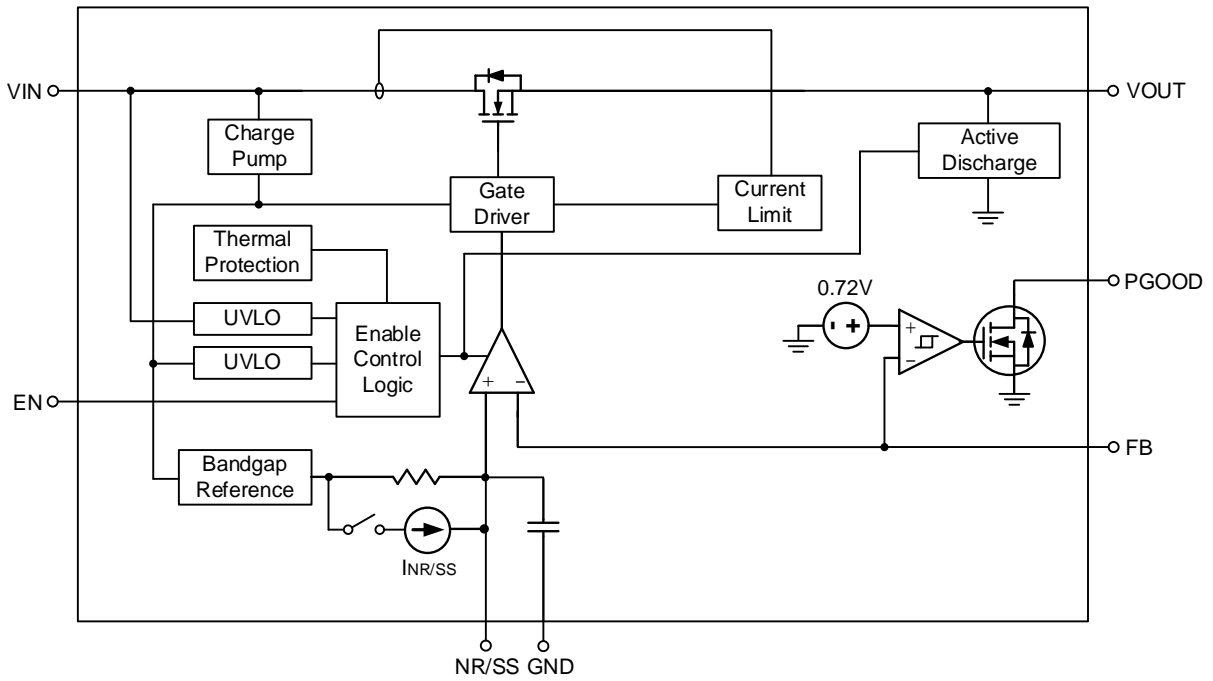 VIN
VOUT
Charge
Pump
Active
Discharge
Gate
Driver
Current
Limit
Thermal
Protection
PGOOD
0.72V
- +
+
-
UVLO
Enable
Control
Logic
UVLO
+ -
EN
FB
Bandgap
Reference
INR/SS
NR/SS GND